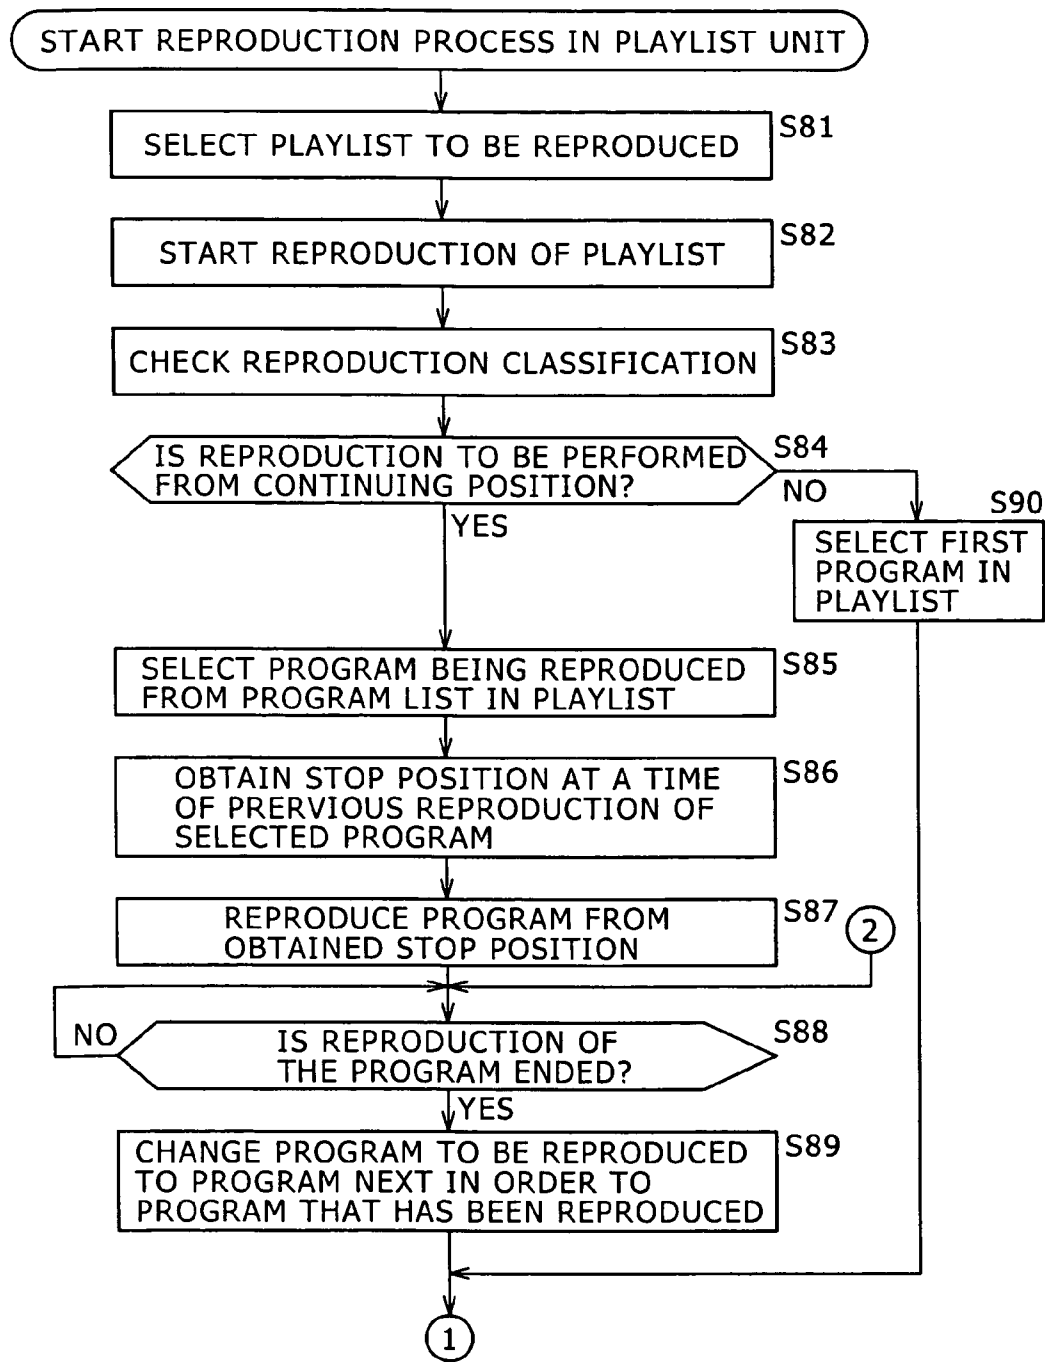 START REPRODUCTION PROCESS IN PLAYLIST UNIT
S81
SELECT PLAYLIST TO BE REPRODUCED
S82
START REPRODUCTION OF PLAYLIST
S83
CHECK REPRODUCTION CLASSIFICATION
S84
IS REPRODUCTION TO BE PERFORMED
FROM CONTINUING POSITION?
NO
YES
S90
SELECT FIRST
PROGRAM IN
PLAYLIST
S85
SELECT PROGRAM BEING REPRODUCED
FROM PROGRAM LIST IN PLAYLIST
S86
OBTAIN STOP POSITION AT A TIME
OF PRERVIOUS REPRODUCTION OF
SELECTED PROGRAM
S87
REPRODUCE PROGRAM FROM
OBTAINED STOP POSITION
2
S88
NO
IS REPRODUCTION OF
THE PROGRAM ENDED?
YES
S89
CHANGE PROGRAM TO BE REPRODUCED
TO PROGRAM NEXT IN ORDER TO
PROGRAM THAT HAS BEEN REPRODUCED
1